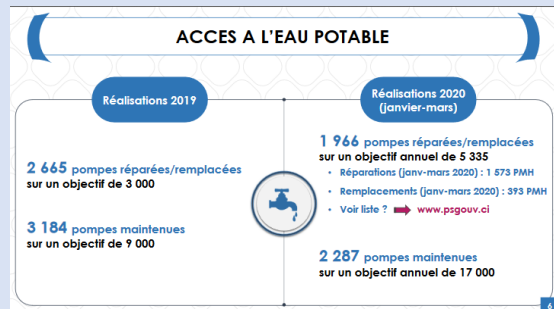 ACCES A L'EAU POTABLE
Réalisations 2019
2 665 pompes réparées/remplacées
sur un objectif de 3 000
3 184 pompes maintenues
sur un objectif de 9 000
Réalisations 2020
(janvier-mars)
1 966 pompes réparées/remplacées
sur un objectif annuel de 5 335
• Réparations (janv-mars 2020) : 1 573 PMH
• Remplacements (janv-mars 2020) : 393 PMH
• Voir liste ? ➡ www.psgouv.ci
2 287 pompes maintenues
sur un objectif annuel de 17 000
6